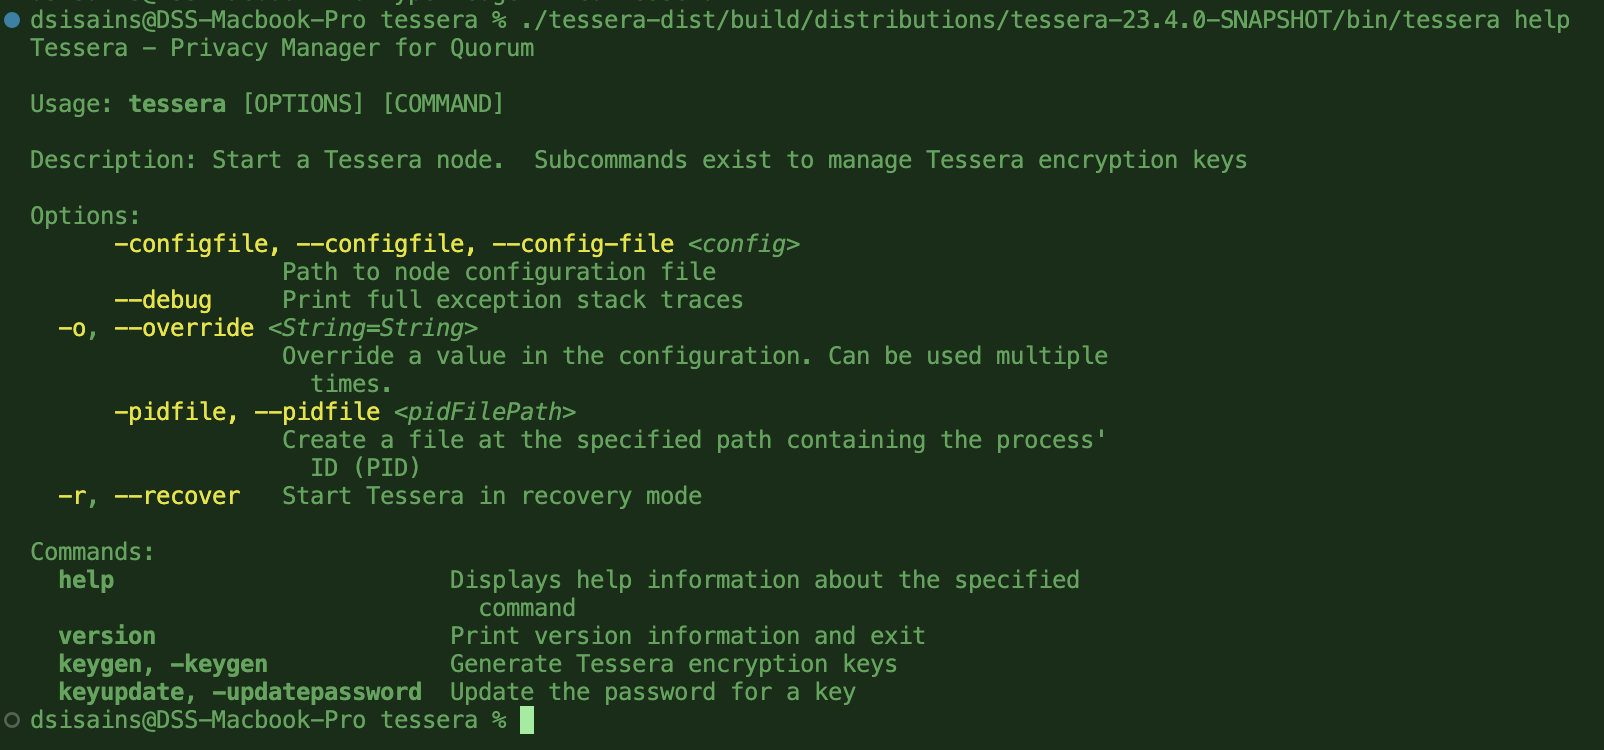 dsisains@DSS-Macbook-Pro tessera % ./tessera-dist/build/distributions/tessera-23.4.0-SNAPSHOT/bin/tessera help
Tessera - Privacy Manager for Quorum
Usage: tessera [OPTIONS] [COMMAND]
Description: Start a Tessera node.  Subcommands exist to manage Tessera encryption keys
Options:
-configfile, --configfile, --config-file <config>
Path to node configuration file
--debug     Print full exception stack traces
-o, --override <String=String>
Override a value in the configuration. Can be used multiple
times.
-pidfile, --pidfile <pidFilePath>
Create a file at the specified path containing the process'
ID (PID)
-r, --recover   Start Tessera in recovery mode
Commands:
help                        Displays help information about the specified
command
version                     Print version information and exit
keygen, -keygen             Generate Tessera encryption keys
keyupdate, -updatepassword  Update the password for a key
dsisains@DSS-Macbook-Pro tessera %